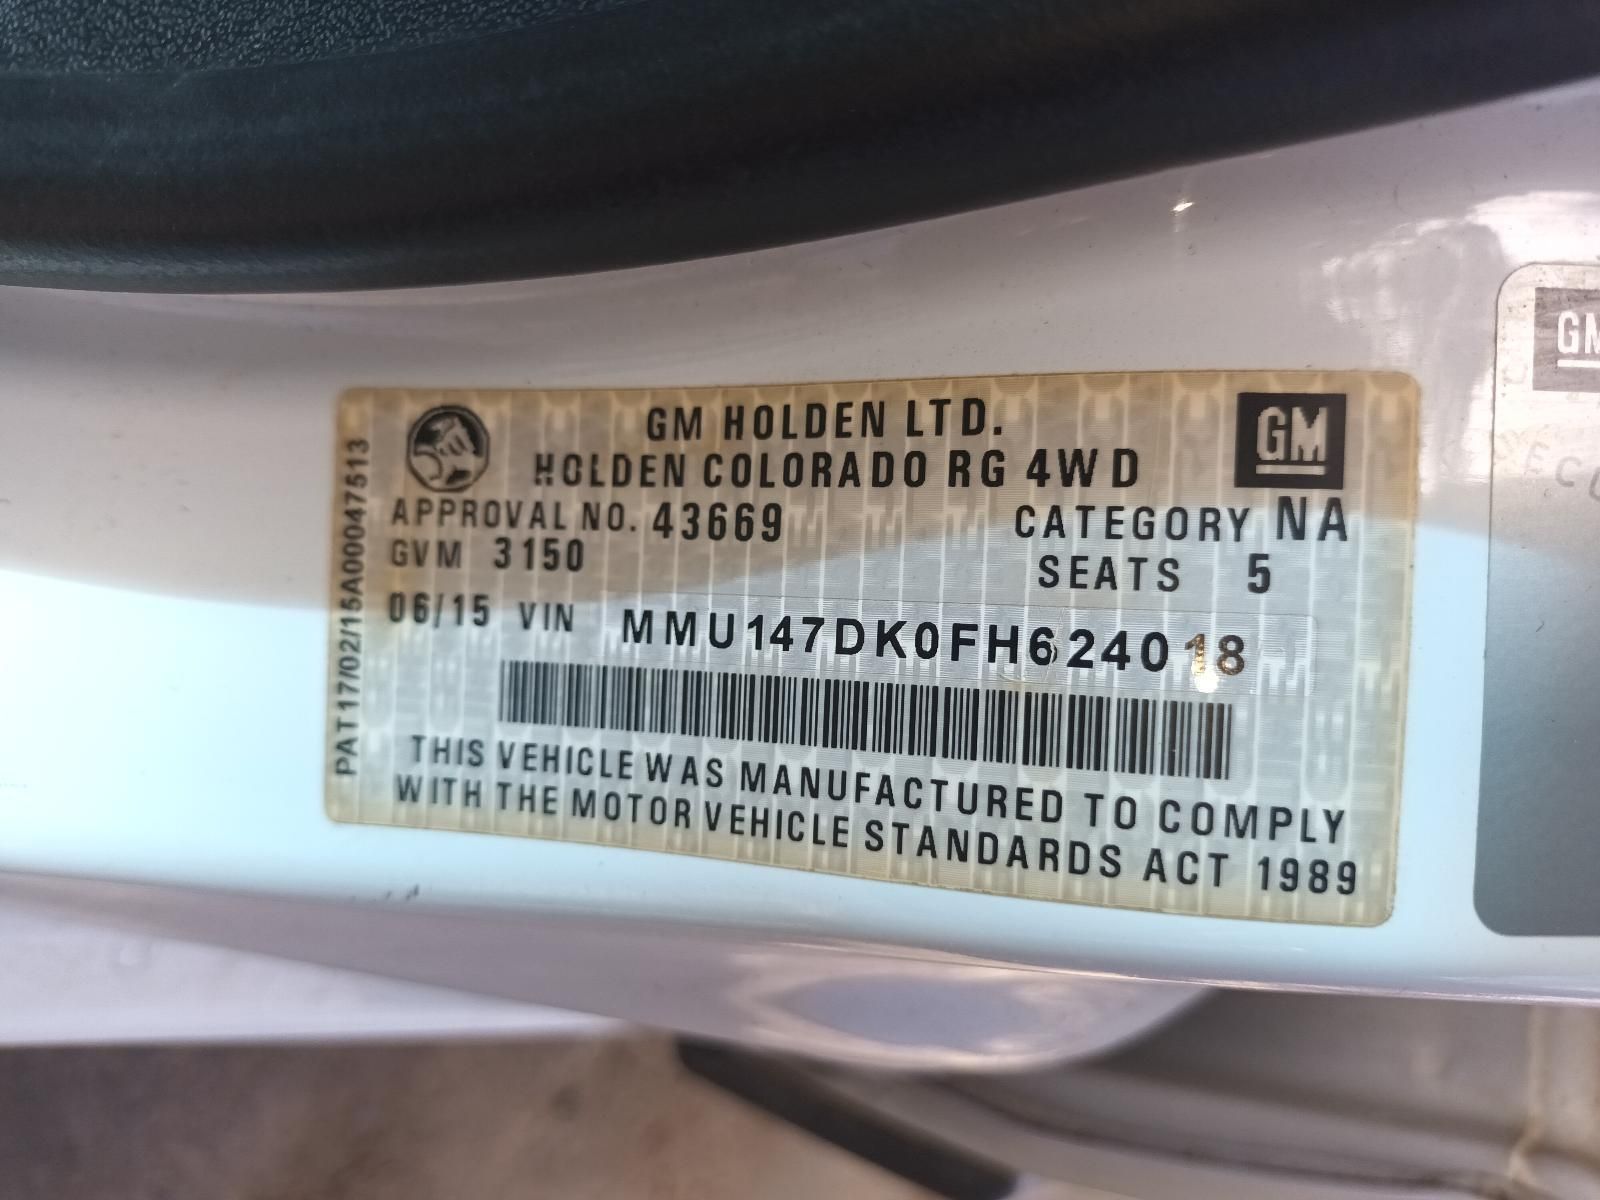 GM HOLDEN LTD.
HOLDEN COLORADO RG 4WD
GM
APPROVAL NO. 43669
CATEGORY NA
GVM 3150
SEATS 5
06/15 VIN MMU147DK0FH624018
THIS VEHICLE WAS MANUFACTURED TO COMPLY
WITH THE MOTOR VEHICLE STANDARDS ACT 1989
PAT17/02/15A00047513
GM